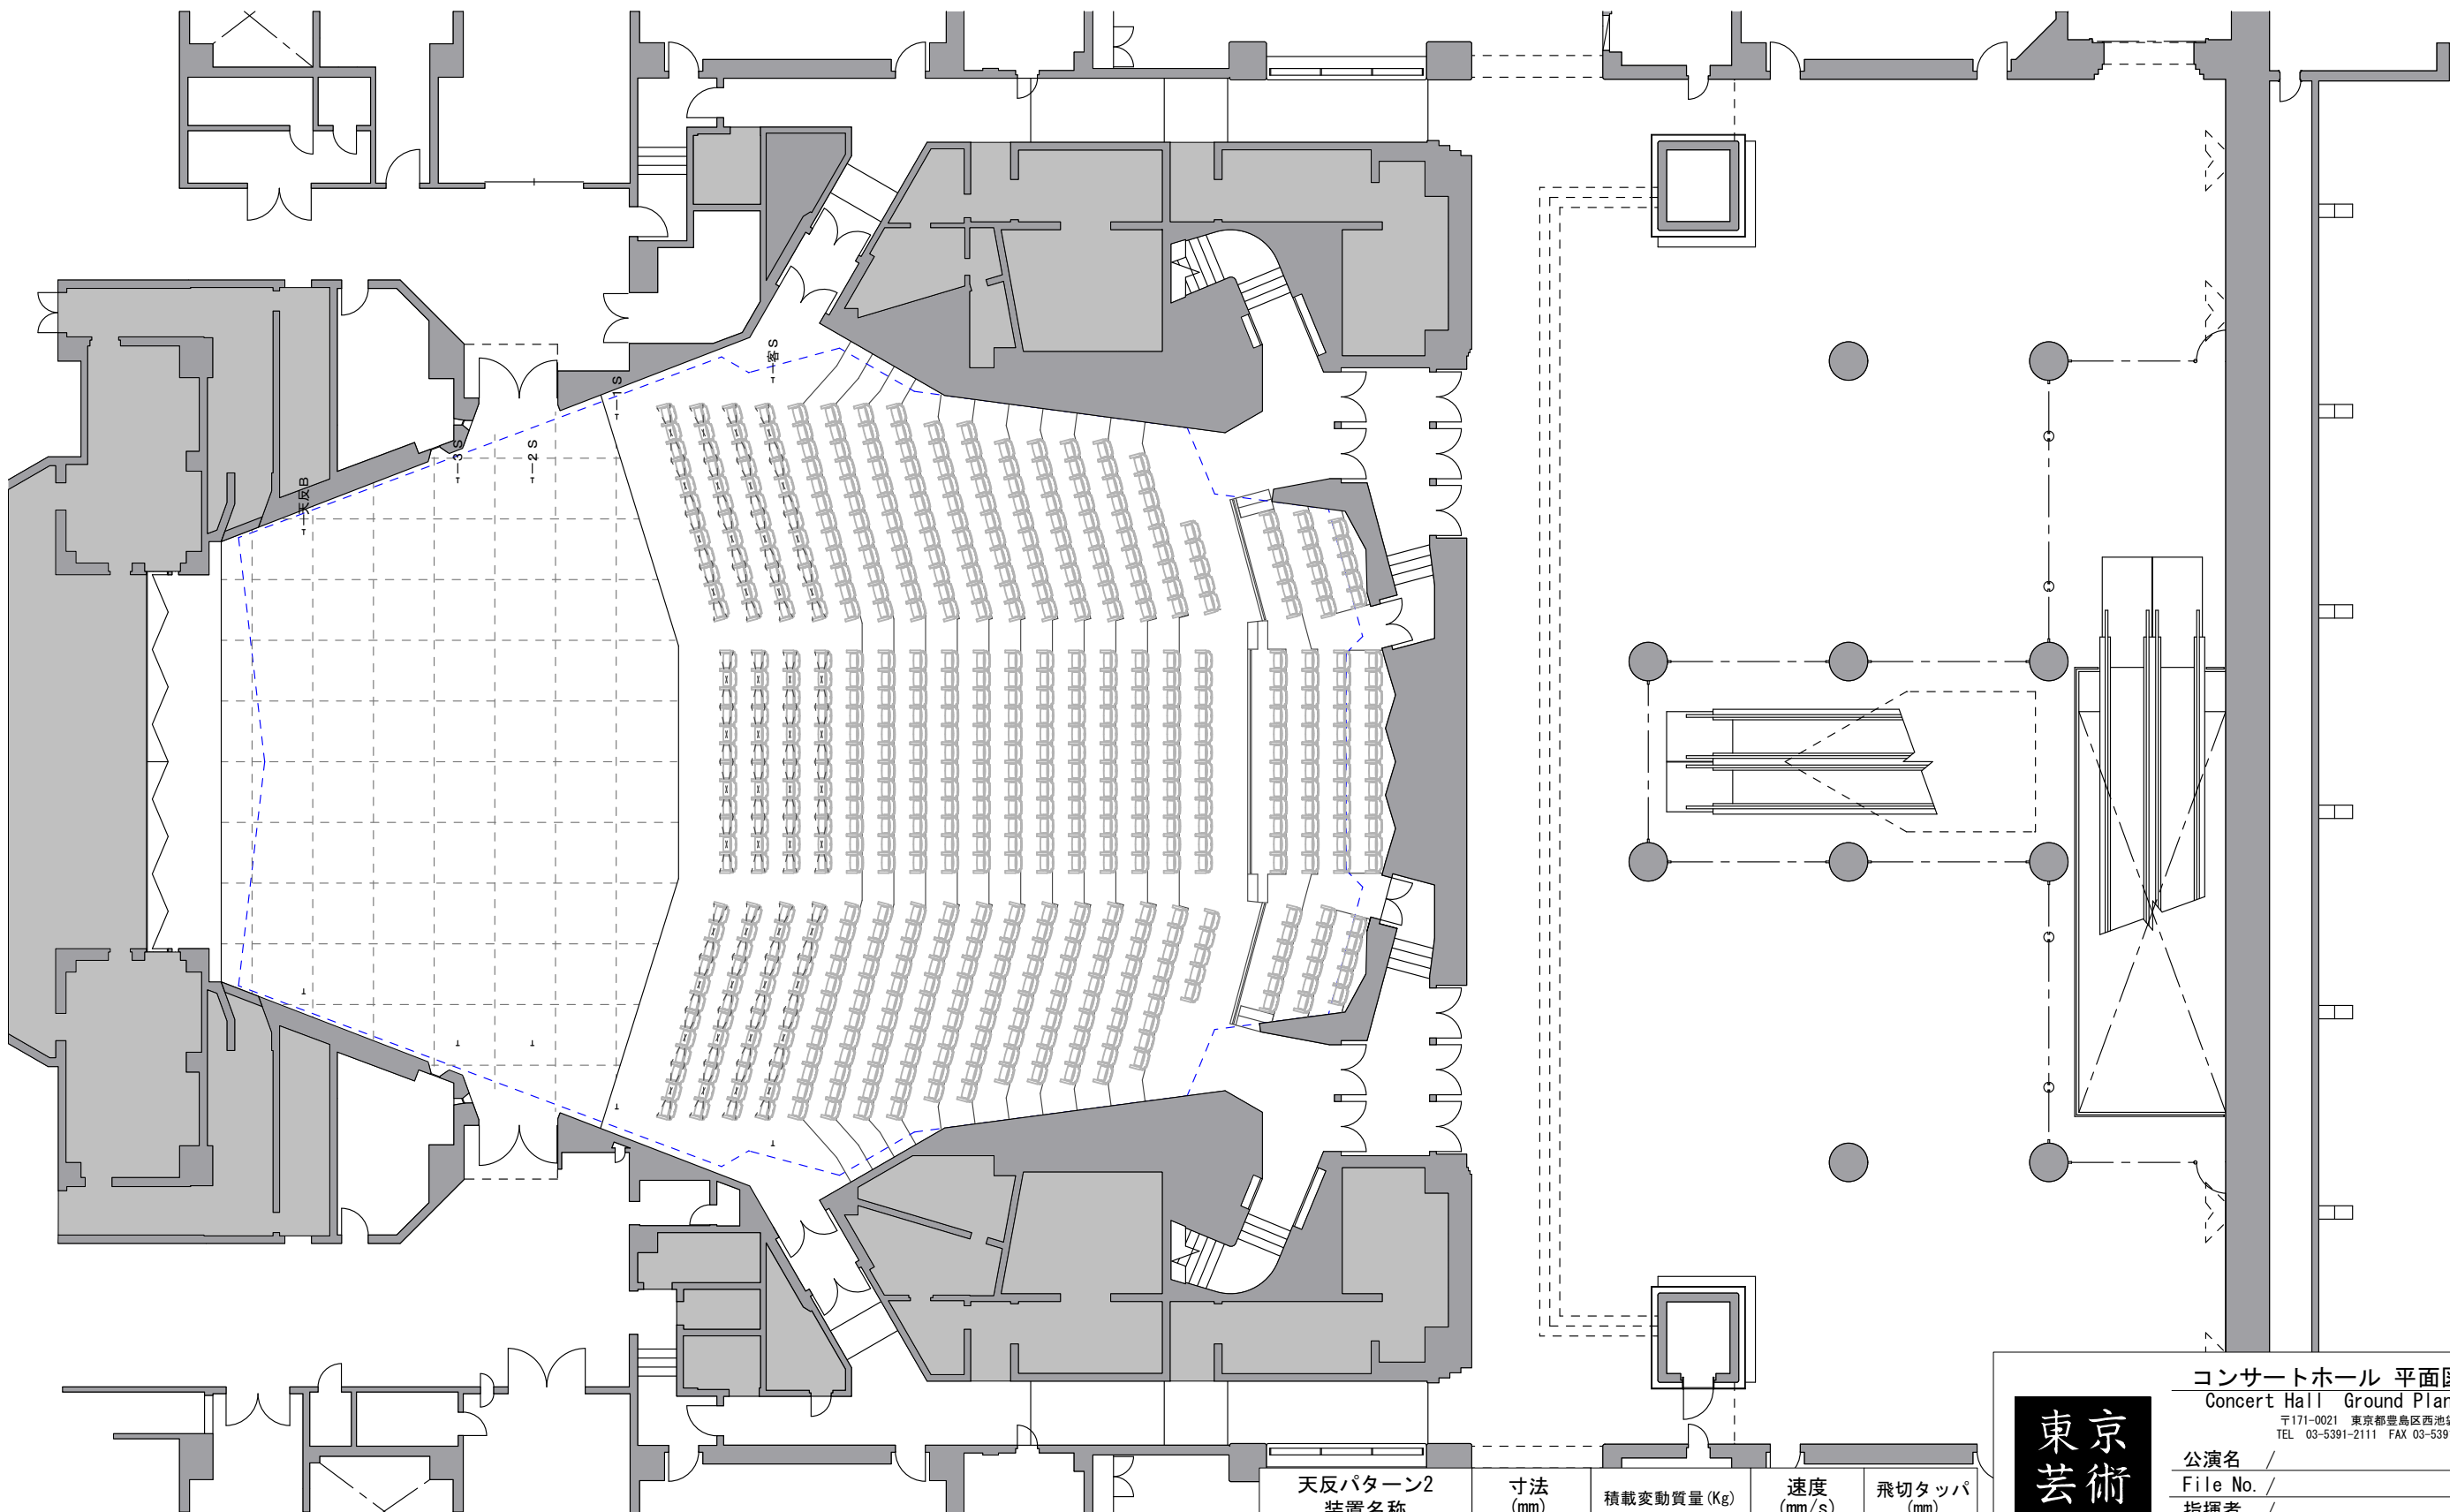 客S
1S
2S
3S
天反B
コンサートホール 平面図
Concert Hall Ground Plan
〒171-0021 東京都豊島区西池袋
TEL 03-5391-2111 FAX 03-539
東京
芸術
公演名 /
File No. /
指揮者 /
天反パターン2
装置名称
寸法
(mm)
積載変動質量(Kg)
速度
(mm/s)
飛切タッパ
(mm)